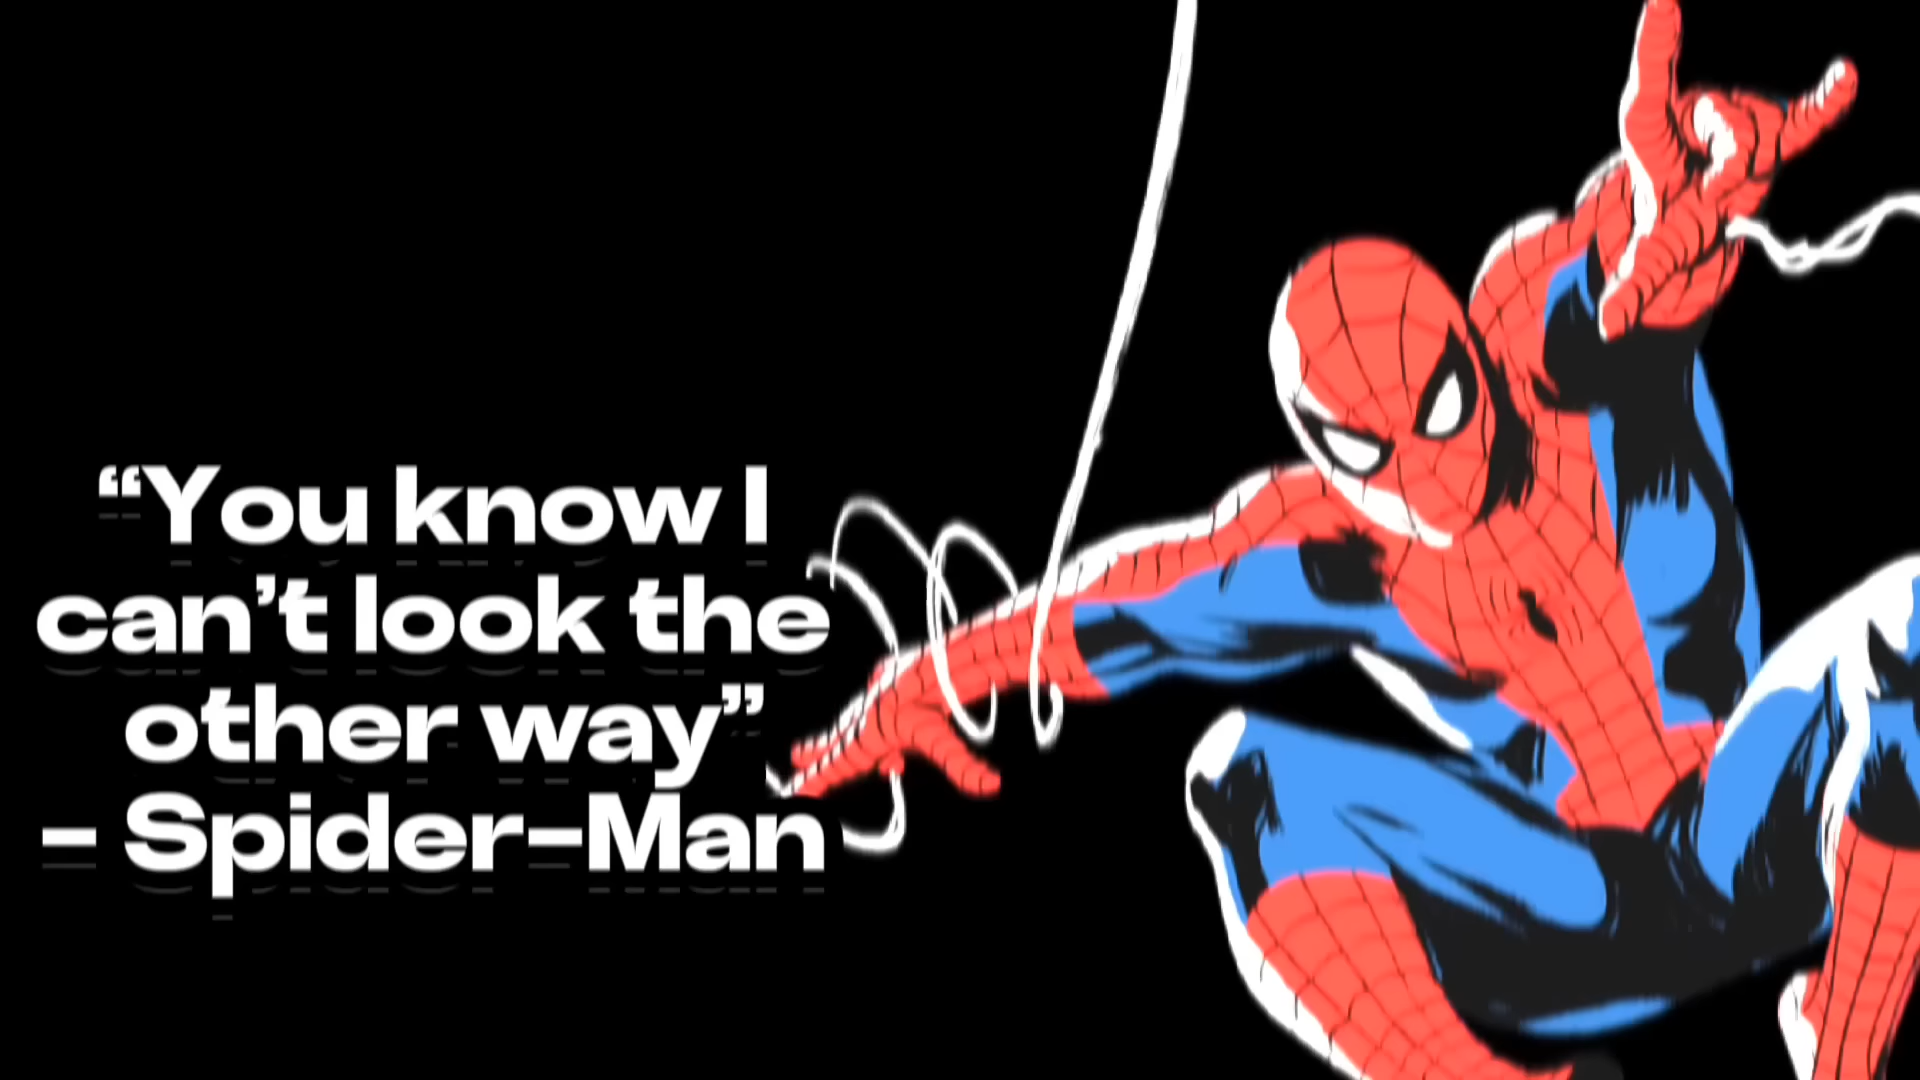 “You know I
can’t look the
other way”
– Spider-Man